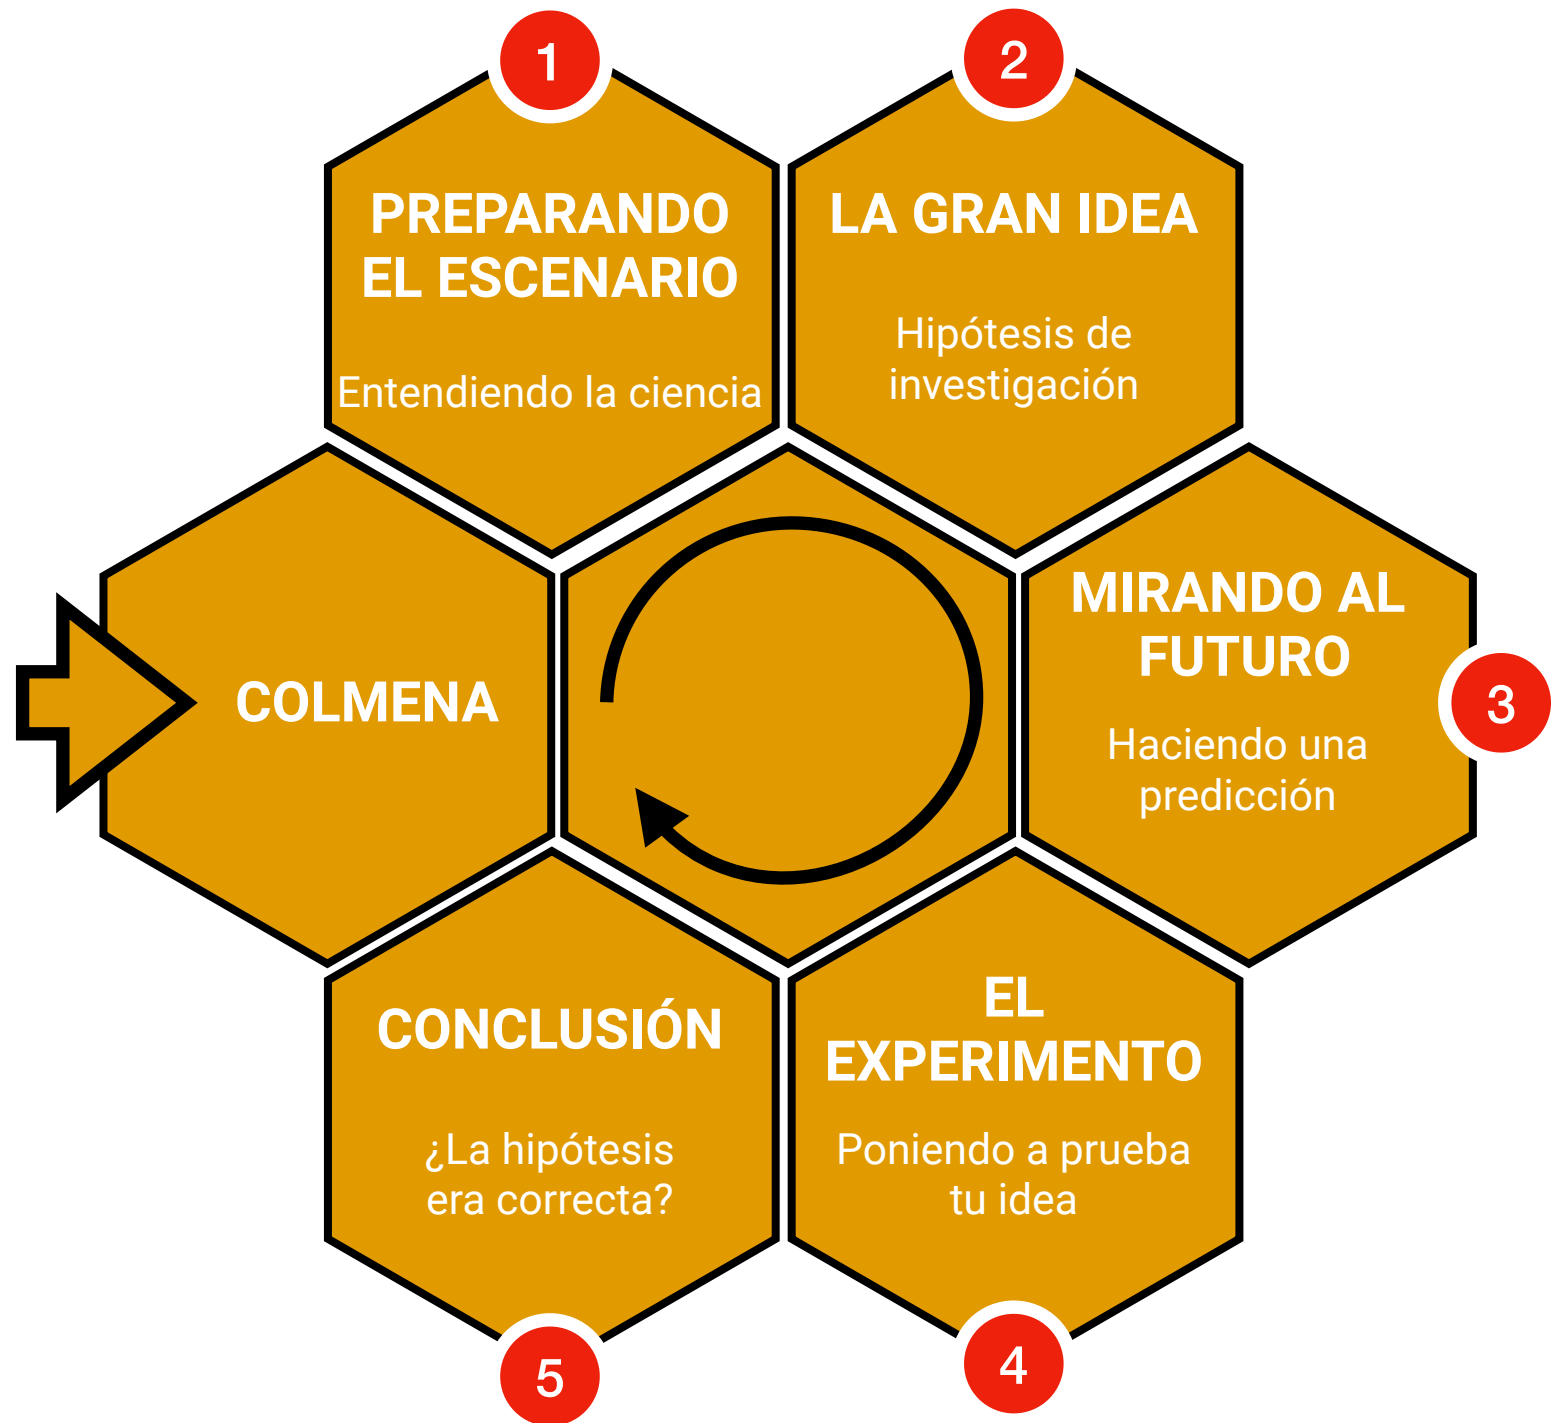 1
PREPARANDO
EL ESCENARIO
Entendiendo la ciencia
2
LA GRAN IDEA
Hipótesis de
investigación
COLMENA
MIRANDO AL
FUTURO
Haciendo una
predicción
3
CONCLUSIÓN
¿La hipótesis
era correcta?
5
EL
EXPERIMENTO
Poniendo a prueba
tu idea
4